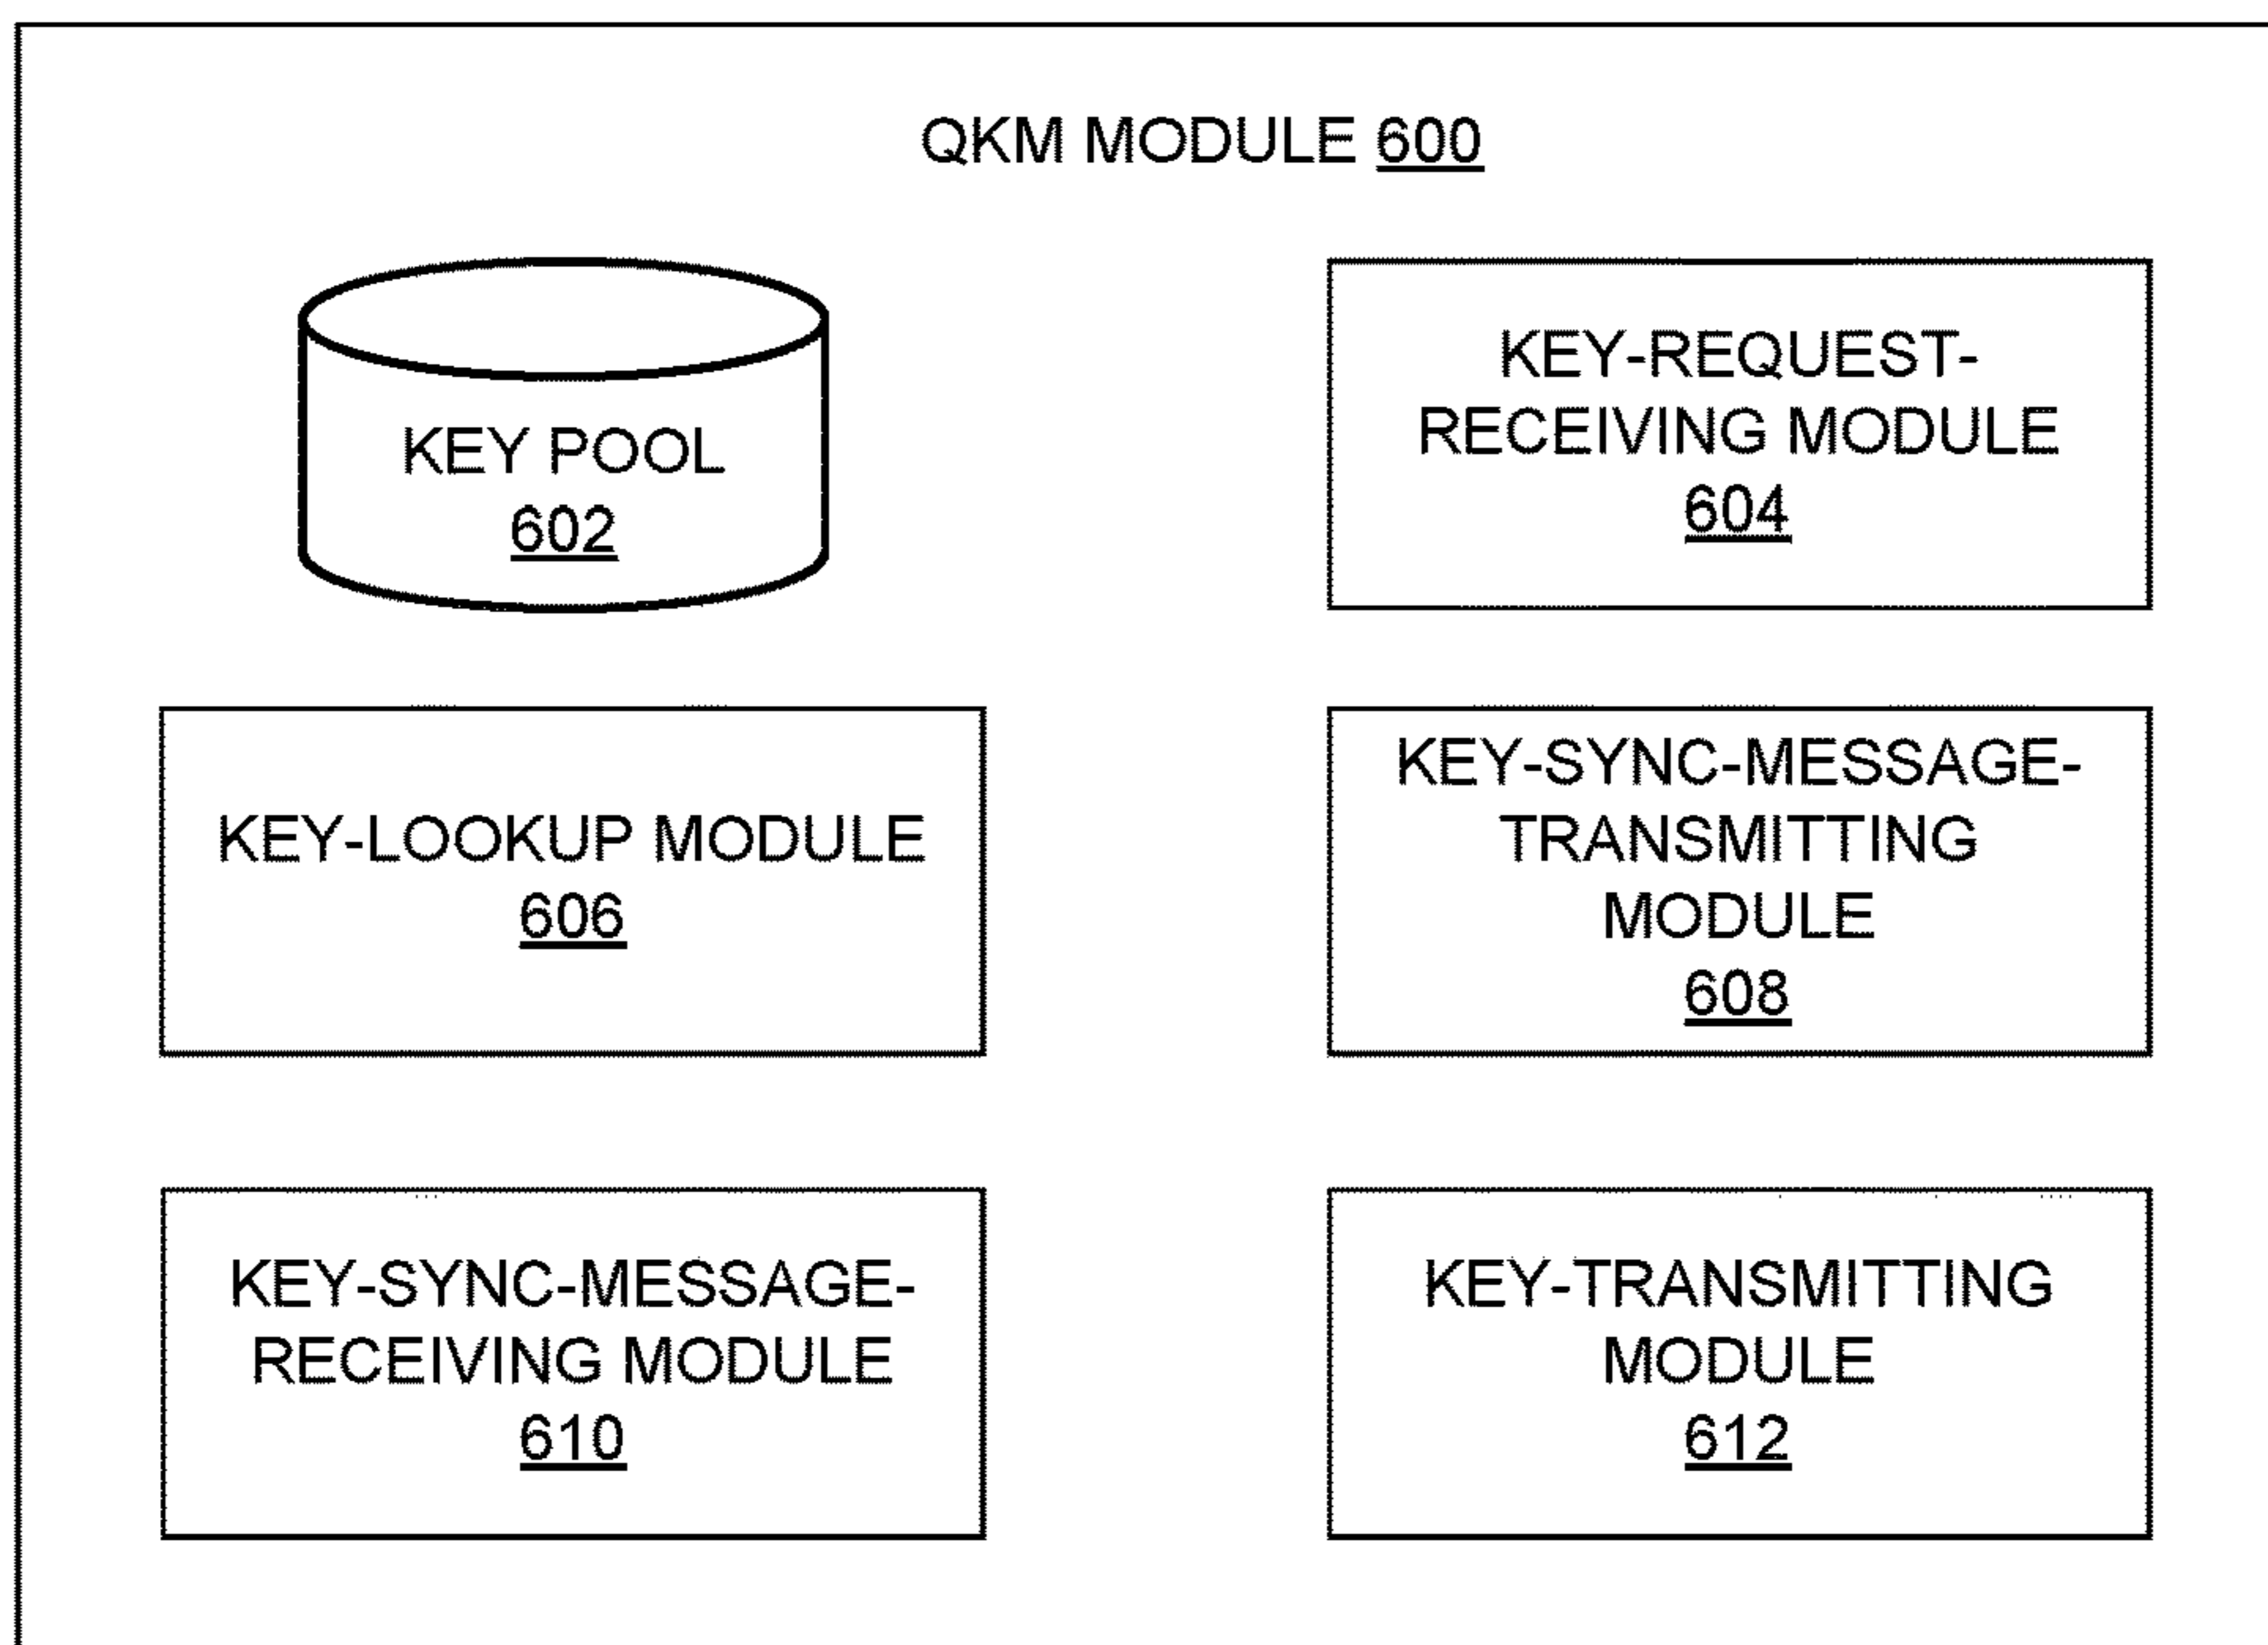 QKM MODULE 600
KEY POOL
602
KEY-REQUEST-
RECEIVING MODULE
604
KEY-LOOKUP MODULE
606
KEY-SYNC-MESSAGE-
TRANSMITTING
MODULE
608
KEY-SYNC-MESSAGE-
RECEIVING MODULE
610
KEY-TRANSMITTING
MODULE
612